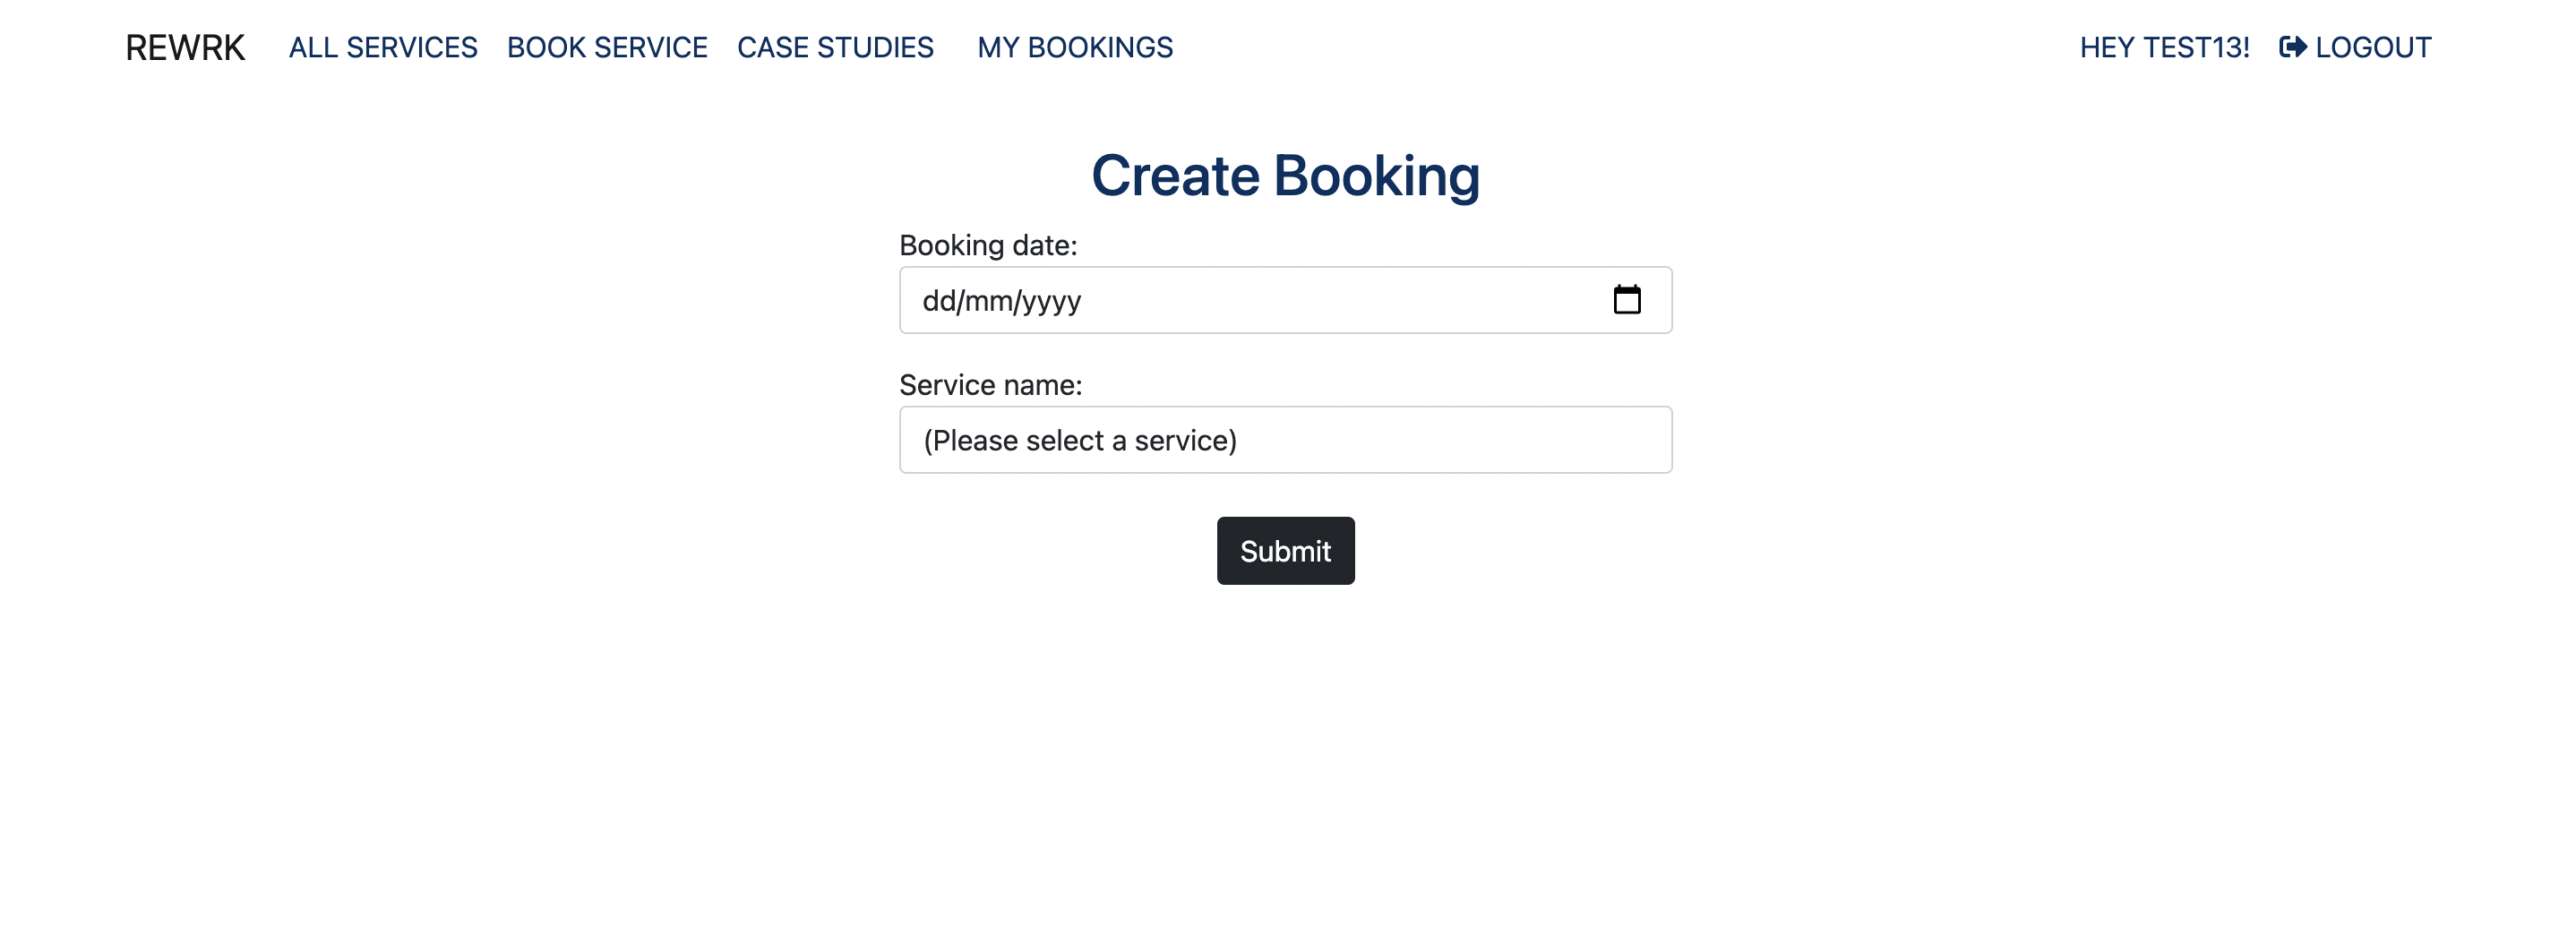 REWRK ALL SERVICES BOOK SERVICE CASE STUDIES MY BOOKINGS HEY TEST13! LOGOUT
Create Booking
Booking date:
dd/mm/yyyy
Service name:
(Please select a service)
Submit